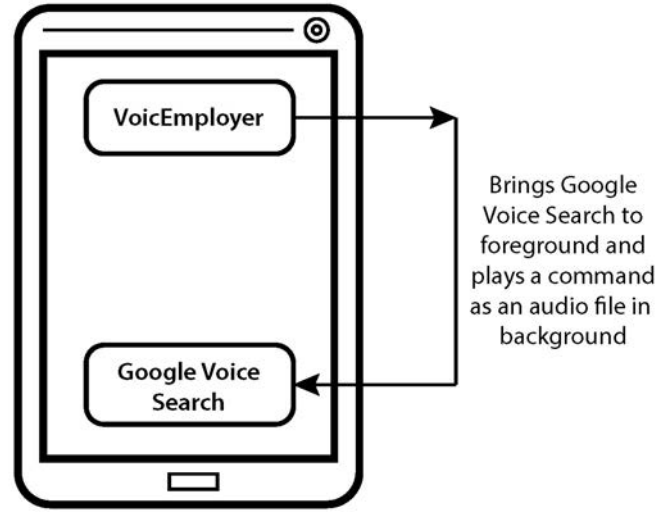 VoicEmployer
Brings Google
Voice Search to
foreground and
plays a command
as an audio file in
background
Google Voice
Search